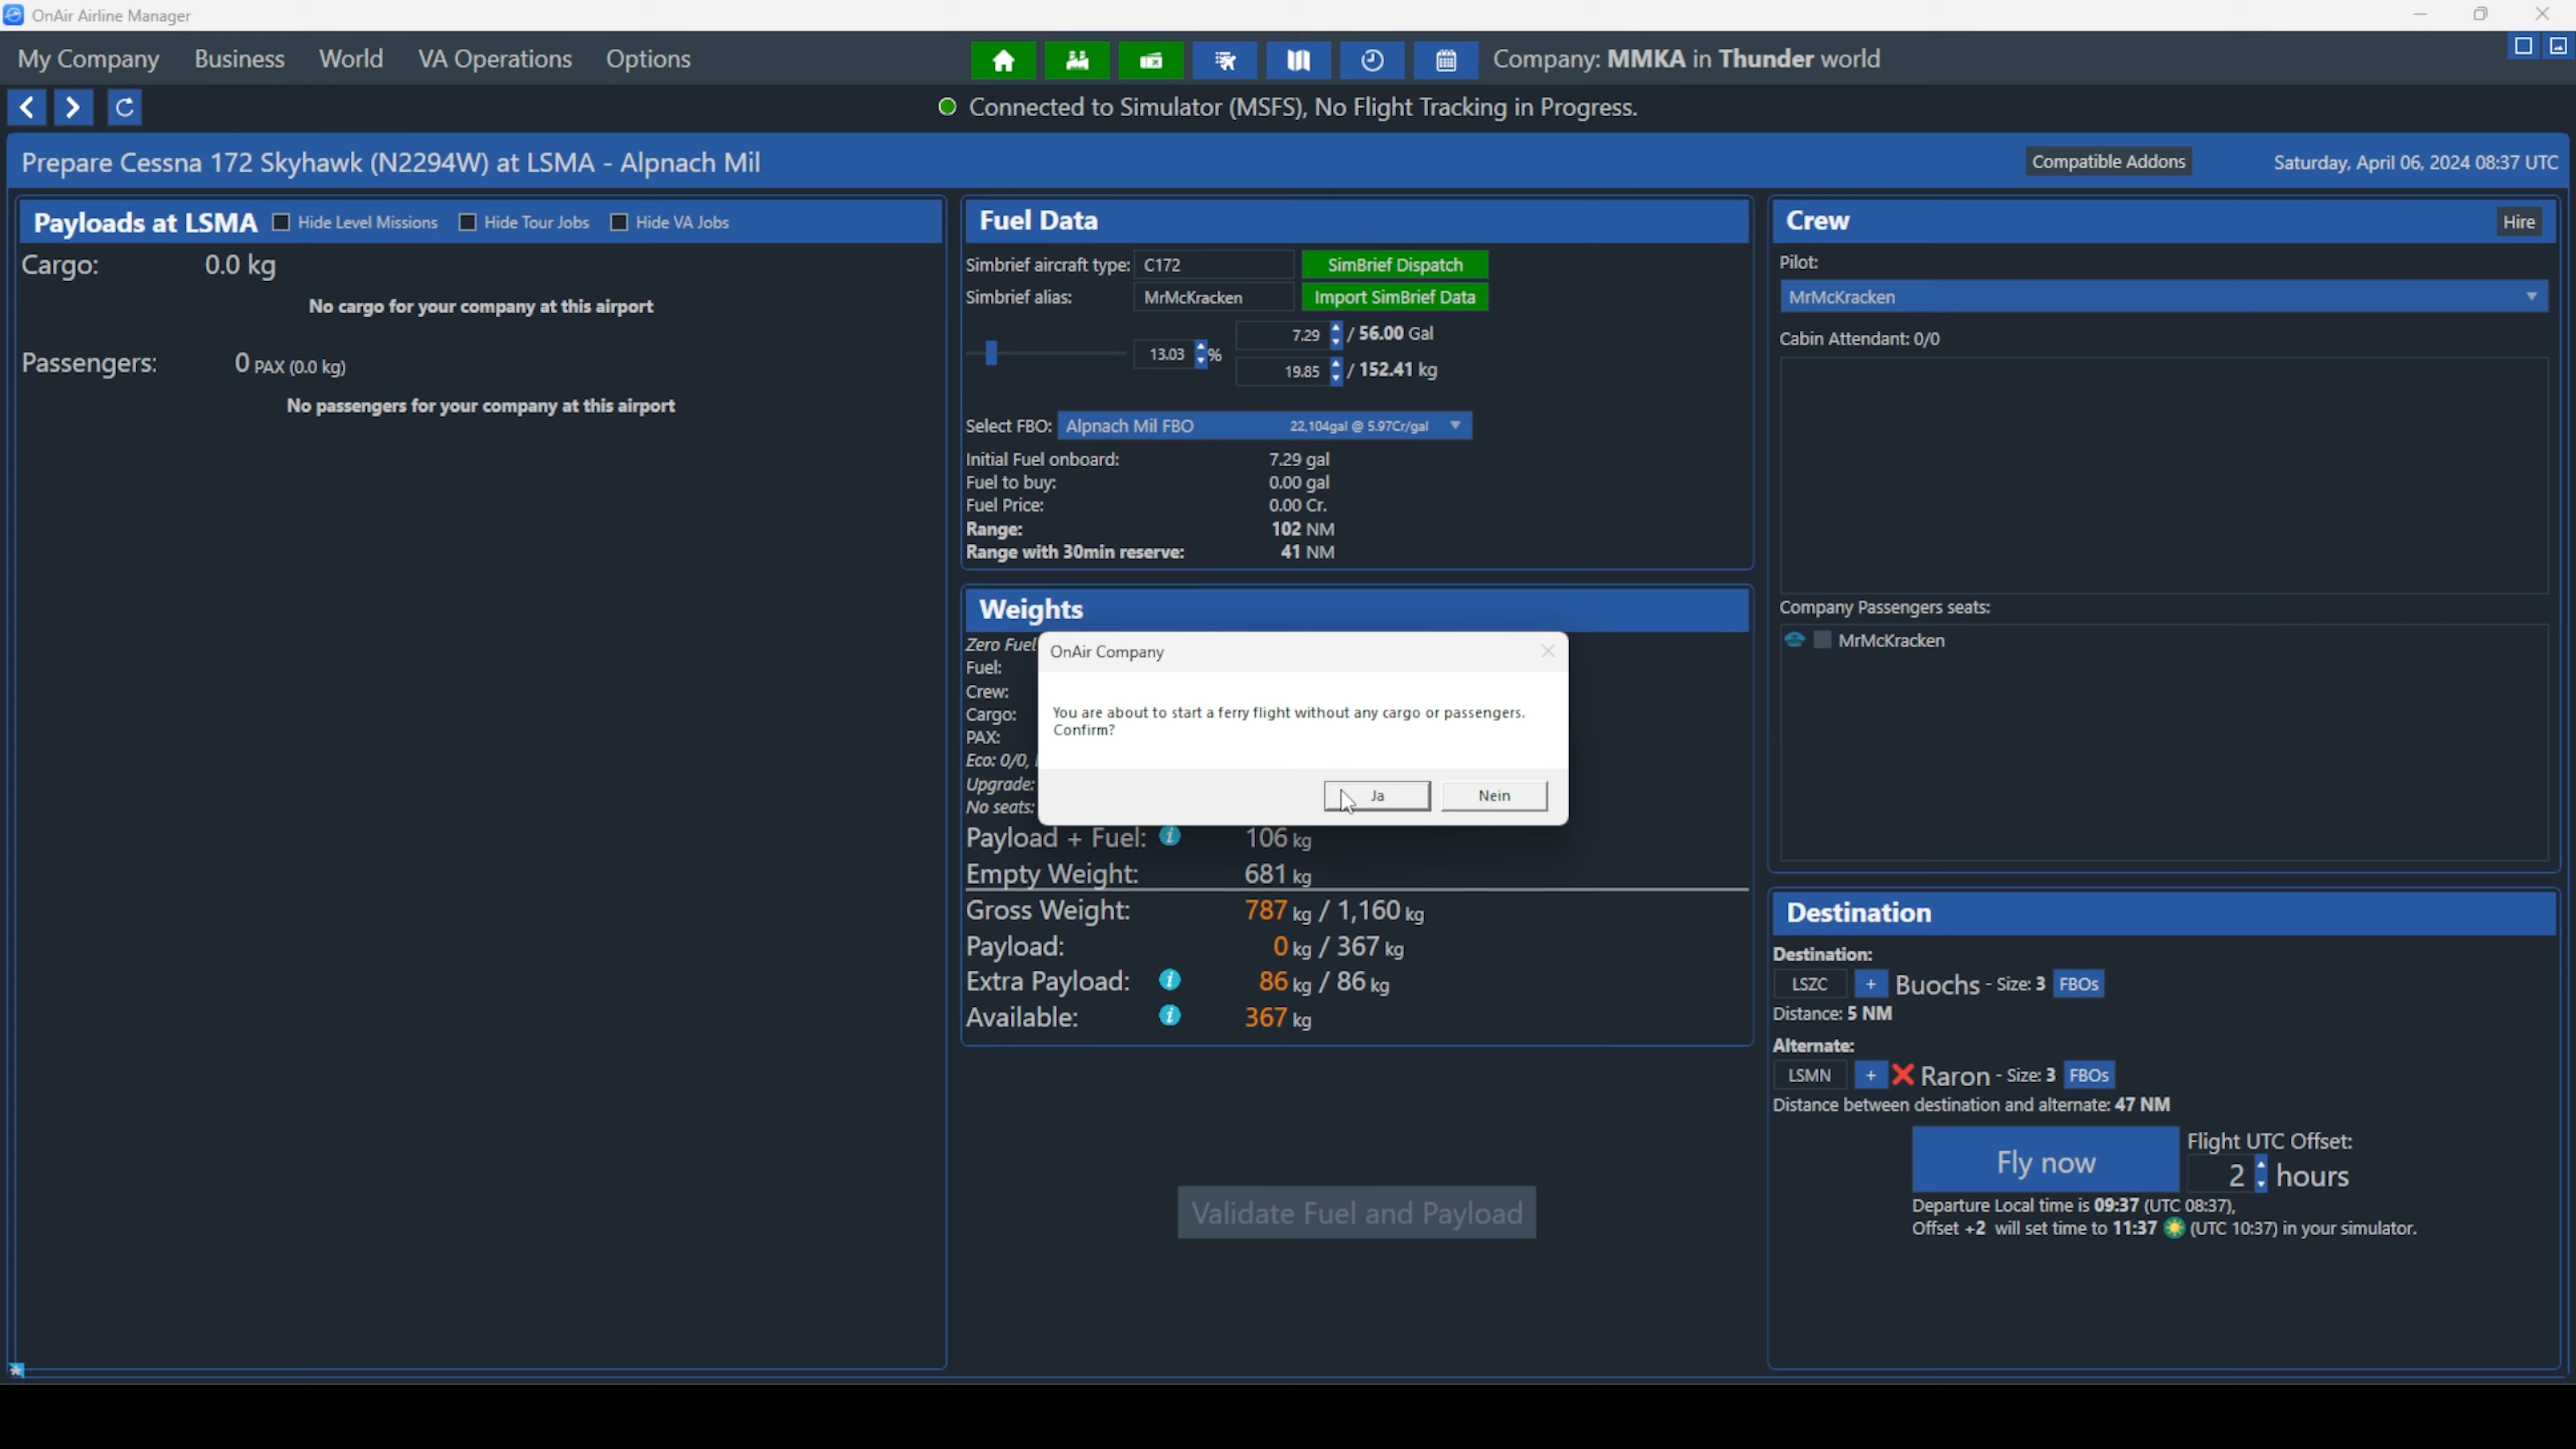 OnAir Airline Manager
My Company Business World VA Operations Options
Company: MMKA in Thunder world
Connected to Simulator (MSFS), No Flight Tracking in Progress.
Prepare Cessna 172 Skyhawk (N2294W) at LSMA - Alpnach Mil
Compatible Addons
Saturday, April 06, 2024 08:37 UTC
Payloads at LSMA Hide Level Missions Hide Tour Jobs Hide VA Jobs
Cargo: 0.0 kg
No cargo for your company at this airport
Passengers: 0 PAX (0.0 kg)
No passengers for your company at this airport
Fuel Data
Simbrief aircraft type: C172 SimBrief Dispatch
Simbrief alias: MrMcKracken Import SimBrief Data
7.29 / 56.00 Gal
13.03 %
19.85 / 152.41 kg
Select FBO: Alpnach Mil FBO 22,104gal @ 5.97Cr/gal
Initial Fuel onboard: 7.29 gal
Fuel to buy: 0.00 gal
Fuel Price: 0.00 Cr.
Range: 102 NM
Range with 30min reserve: 41 NM
Weights
Zero Fuel
Fuel:
Crew:
Cargo:
PAX:
Eco: 0/0,
Upgrade:
No seats:
OnAir Company
You are about to start a ferry flight without any cargo or passengers.
Confirm?
Ja Nein
Payload + Fuel: i 106 kg
Empty Weight: 681 kg
Gross Weight: 787 kg / 1,160 kg
Payload: 0 kg / 367 kg
Extra Payload: i 86 kg / 86 kg
Available: i 367 kg
Validate Fuel and Payload
Crew Hire
Pilot:
MrMcKracken
Cabin Attendant: 0/0
Company Passengers seats:
MrMcKracken
Destination
Destination:
LSZC + Buochs - Size: 3 FBOs
Distance: 5 NM
Alternate:
LSMN + Raron - Size: 3 FBOs
Distance between destination and alternate: 47 NM
Fly now
Flight UTC Offset:
2 hours
Departure Local time is 09:37 (UTC 08:37),
Offset +2 will set time to 11:37 (UTC 10:37) in your simulator.